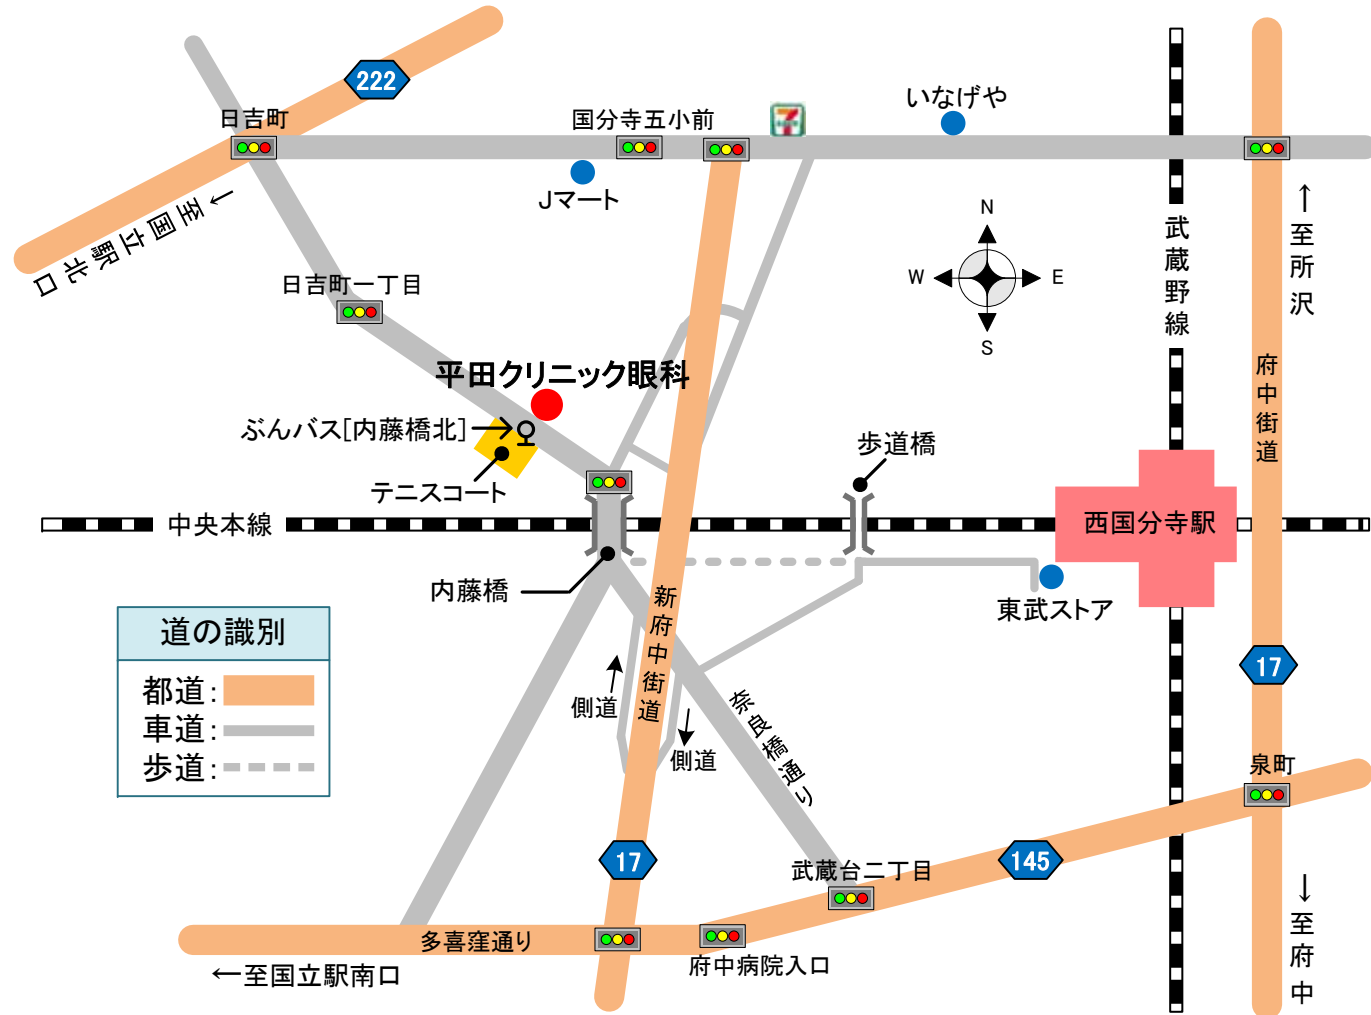 222
日吉町
国分寺五小前
いなげや
Jマート
←至国立駅北口
N
W
E
S
武蔵野線
↑至所沢
日吉町一丁目
平田クリニック眼科
ぶんバス[内藤橋北]
テニスコート
府中街道
歩道橋
中央本線
西国分寺駅
内藤橋
東武ストア
新府中街道
道の識別
都道:
車道:
歩道:
側道
側道
奈良橋通り
17
泉町
17
145
武蔵台二丁目
多喜窪通り
府中病院入口
←至国立駅南口
↓至府中